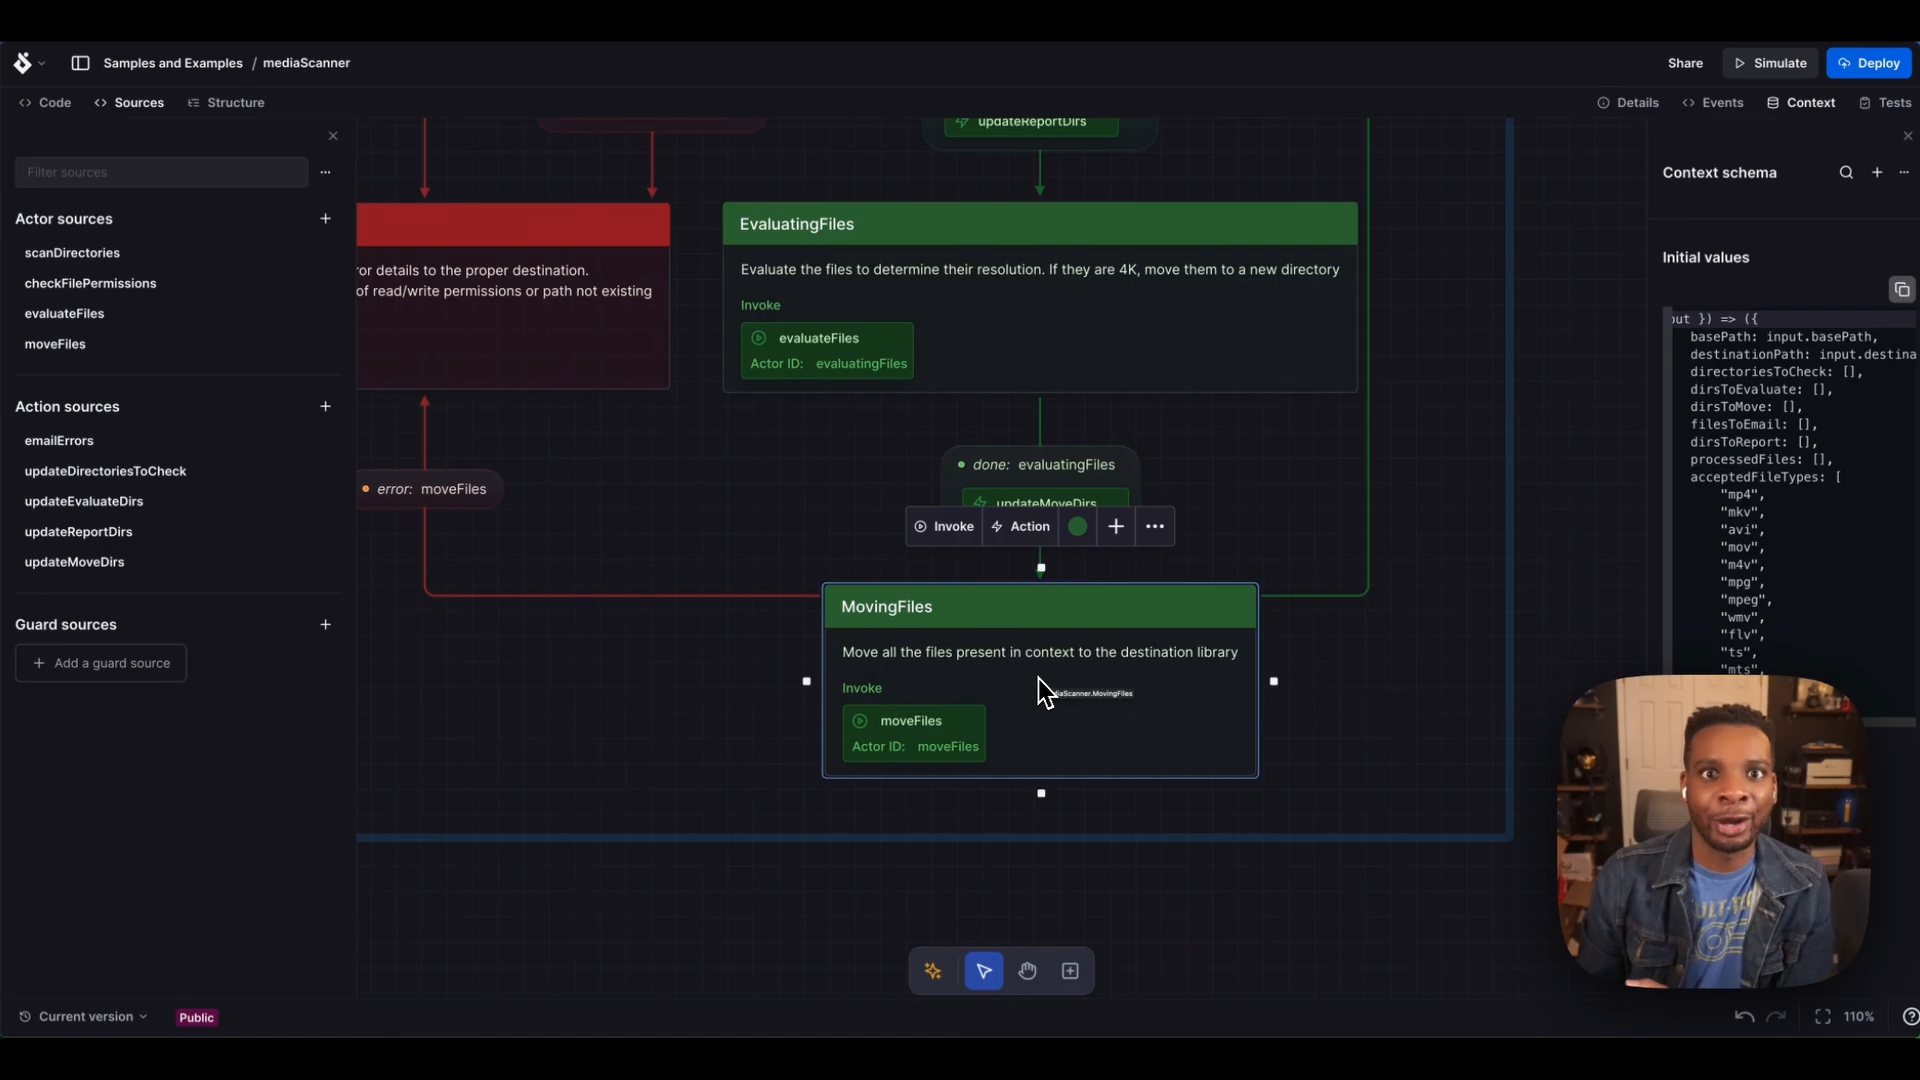 Samples and Examples / mediaScanner
Share
Simulate
Deploy
Code
Sources
Structure
Details
Events
Context
Tests
Filter sources
Actor sources
scanDirectories
checkFilePermissions
evaluateFiles
moveFiles
Action sources
emailErrors
updateDirectoriesToCheck
updateEvaluateDirs
updateReportDirs
updateMoveDirs
Guard sources
Add a guard source
updateReportDirs
or details to the proper destination.
of read/write permissions or path not existing
error: moveFiles
EvaluatingFiles
Evaluate the files to determine their resolution. If they are 4K, move them to a new directory
Invoke
evaluateFiles
Actor ID: evaluatingFiles
done: evaluatingFiles
updateMoveDirs
Invoke
Action
MovingFiles
Move all the files present in context to the destination library
Invoke
diaScanner.MovingFiles
moveFiles
Actor ID: moveFiles
Context schema
Initial values
out }) => ({
basePath: input.basePath,
destinationPath: input.destina
directoriesToCheck: [],
dirsToEvaluate: [],
dirsToMove: [],
filesToEmail: [],
dirsToReport: [],
processedFiles: [],
acceptedFileTypes: [
"mp4",
"mkv",
"avi",
"mov",
"m4v",
"mpg",
"mpeg",
"wmv",
"flv",
"ts",
"mts",
Current version
Public
110%